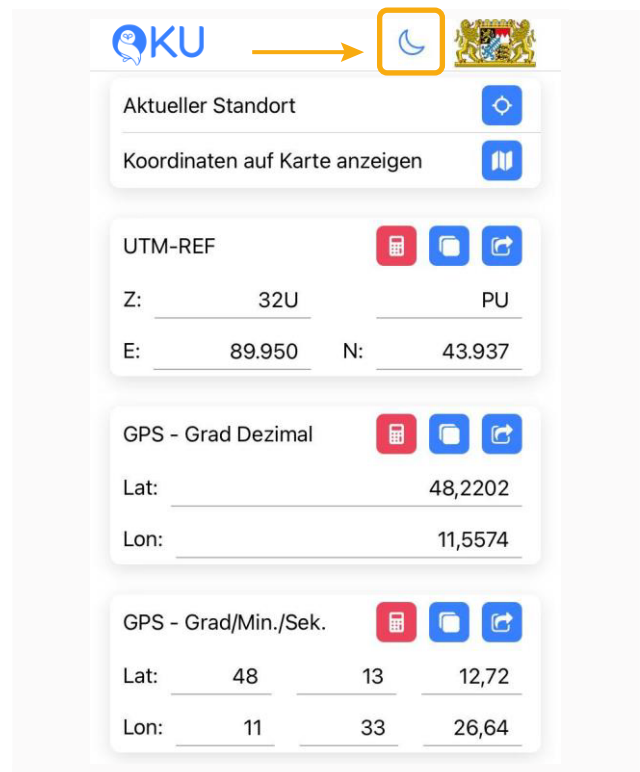 OKU
Aktueller Standort
Koordinaten auf Karte anzeigen
UTM-REF
Z: 32U PU
E: 89.950 N: 43.937
GPS - Grad Dezimal
Lat: 48,2202
Lon: 11,5574
GPS - Grad/Min./Sek.
Lat: 48 13 12,72
Lon: 11 33 26,64